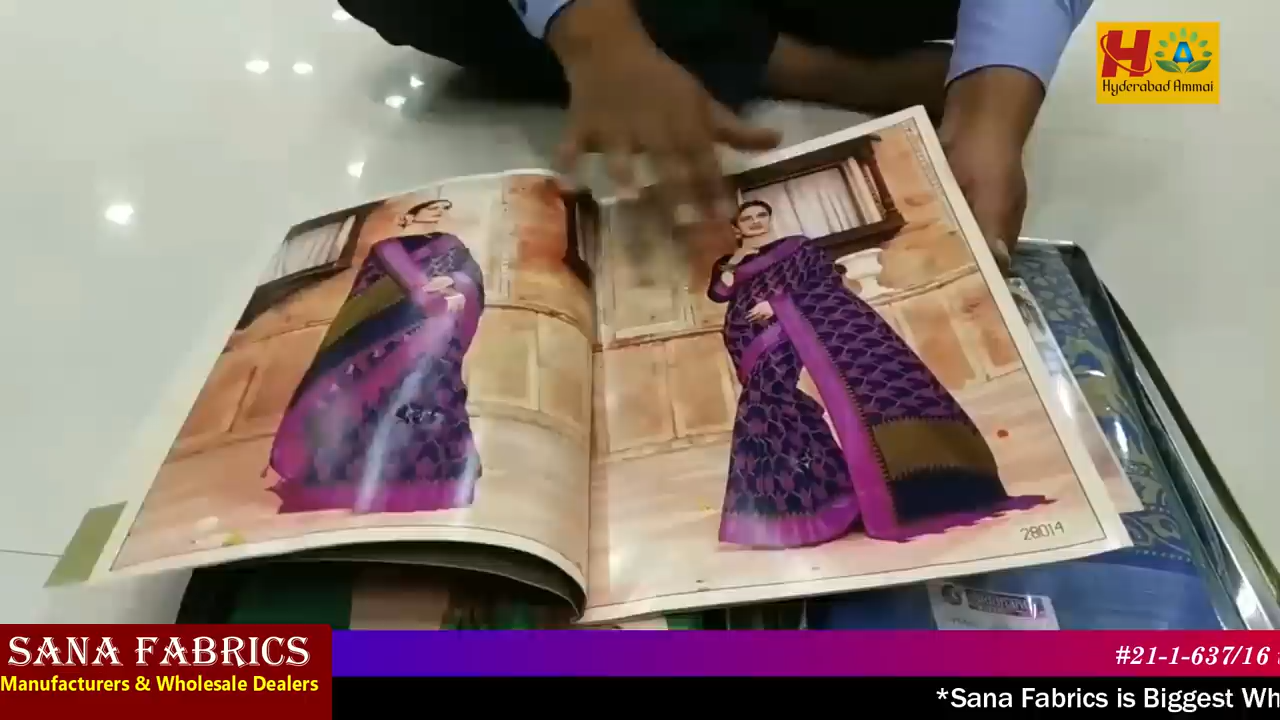 H A
Hyderabad Ammai
28014
SANA FABRICS
Manufacturers & Wholesale Dealers
#21-1-637/16
*Sana Fabrics is Biggest Wh